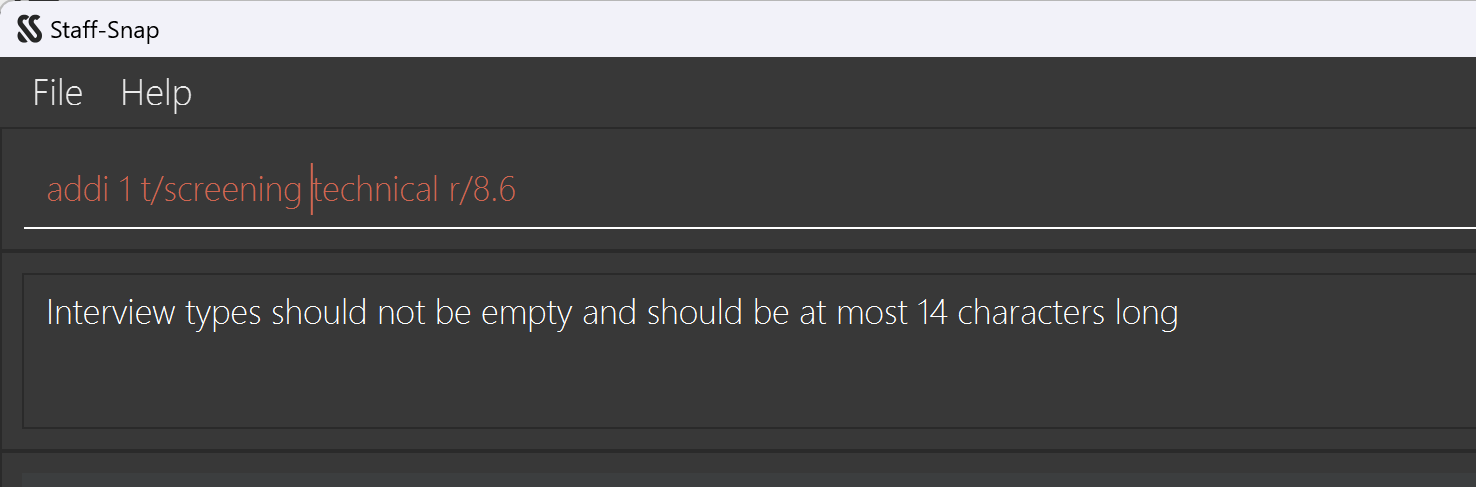 Staff-Snap
File Help
addi 1 t/screening technical r/8.6
Interview types should not be empty and should be at most 14 characters long